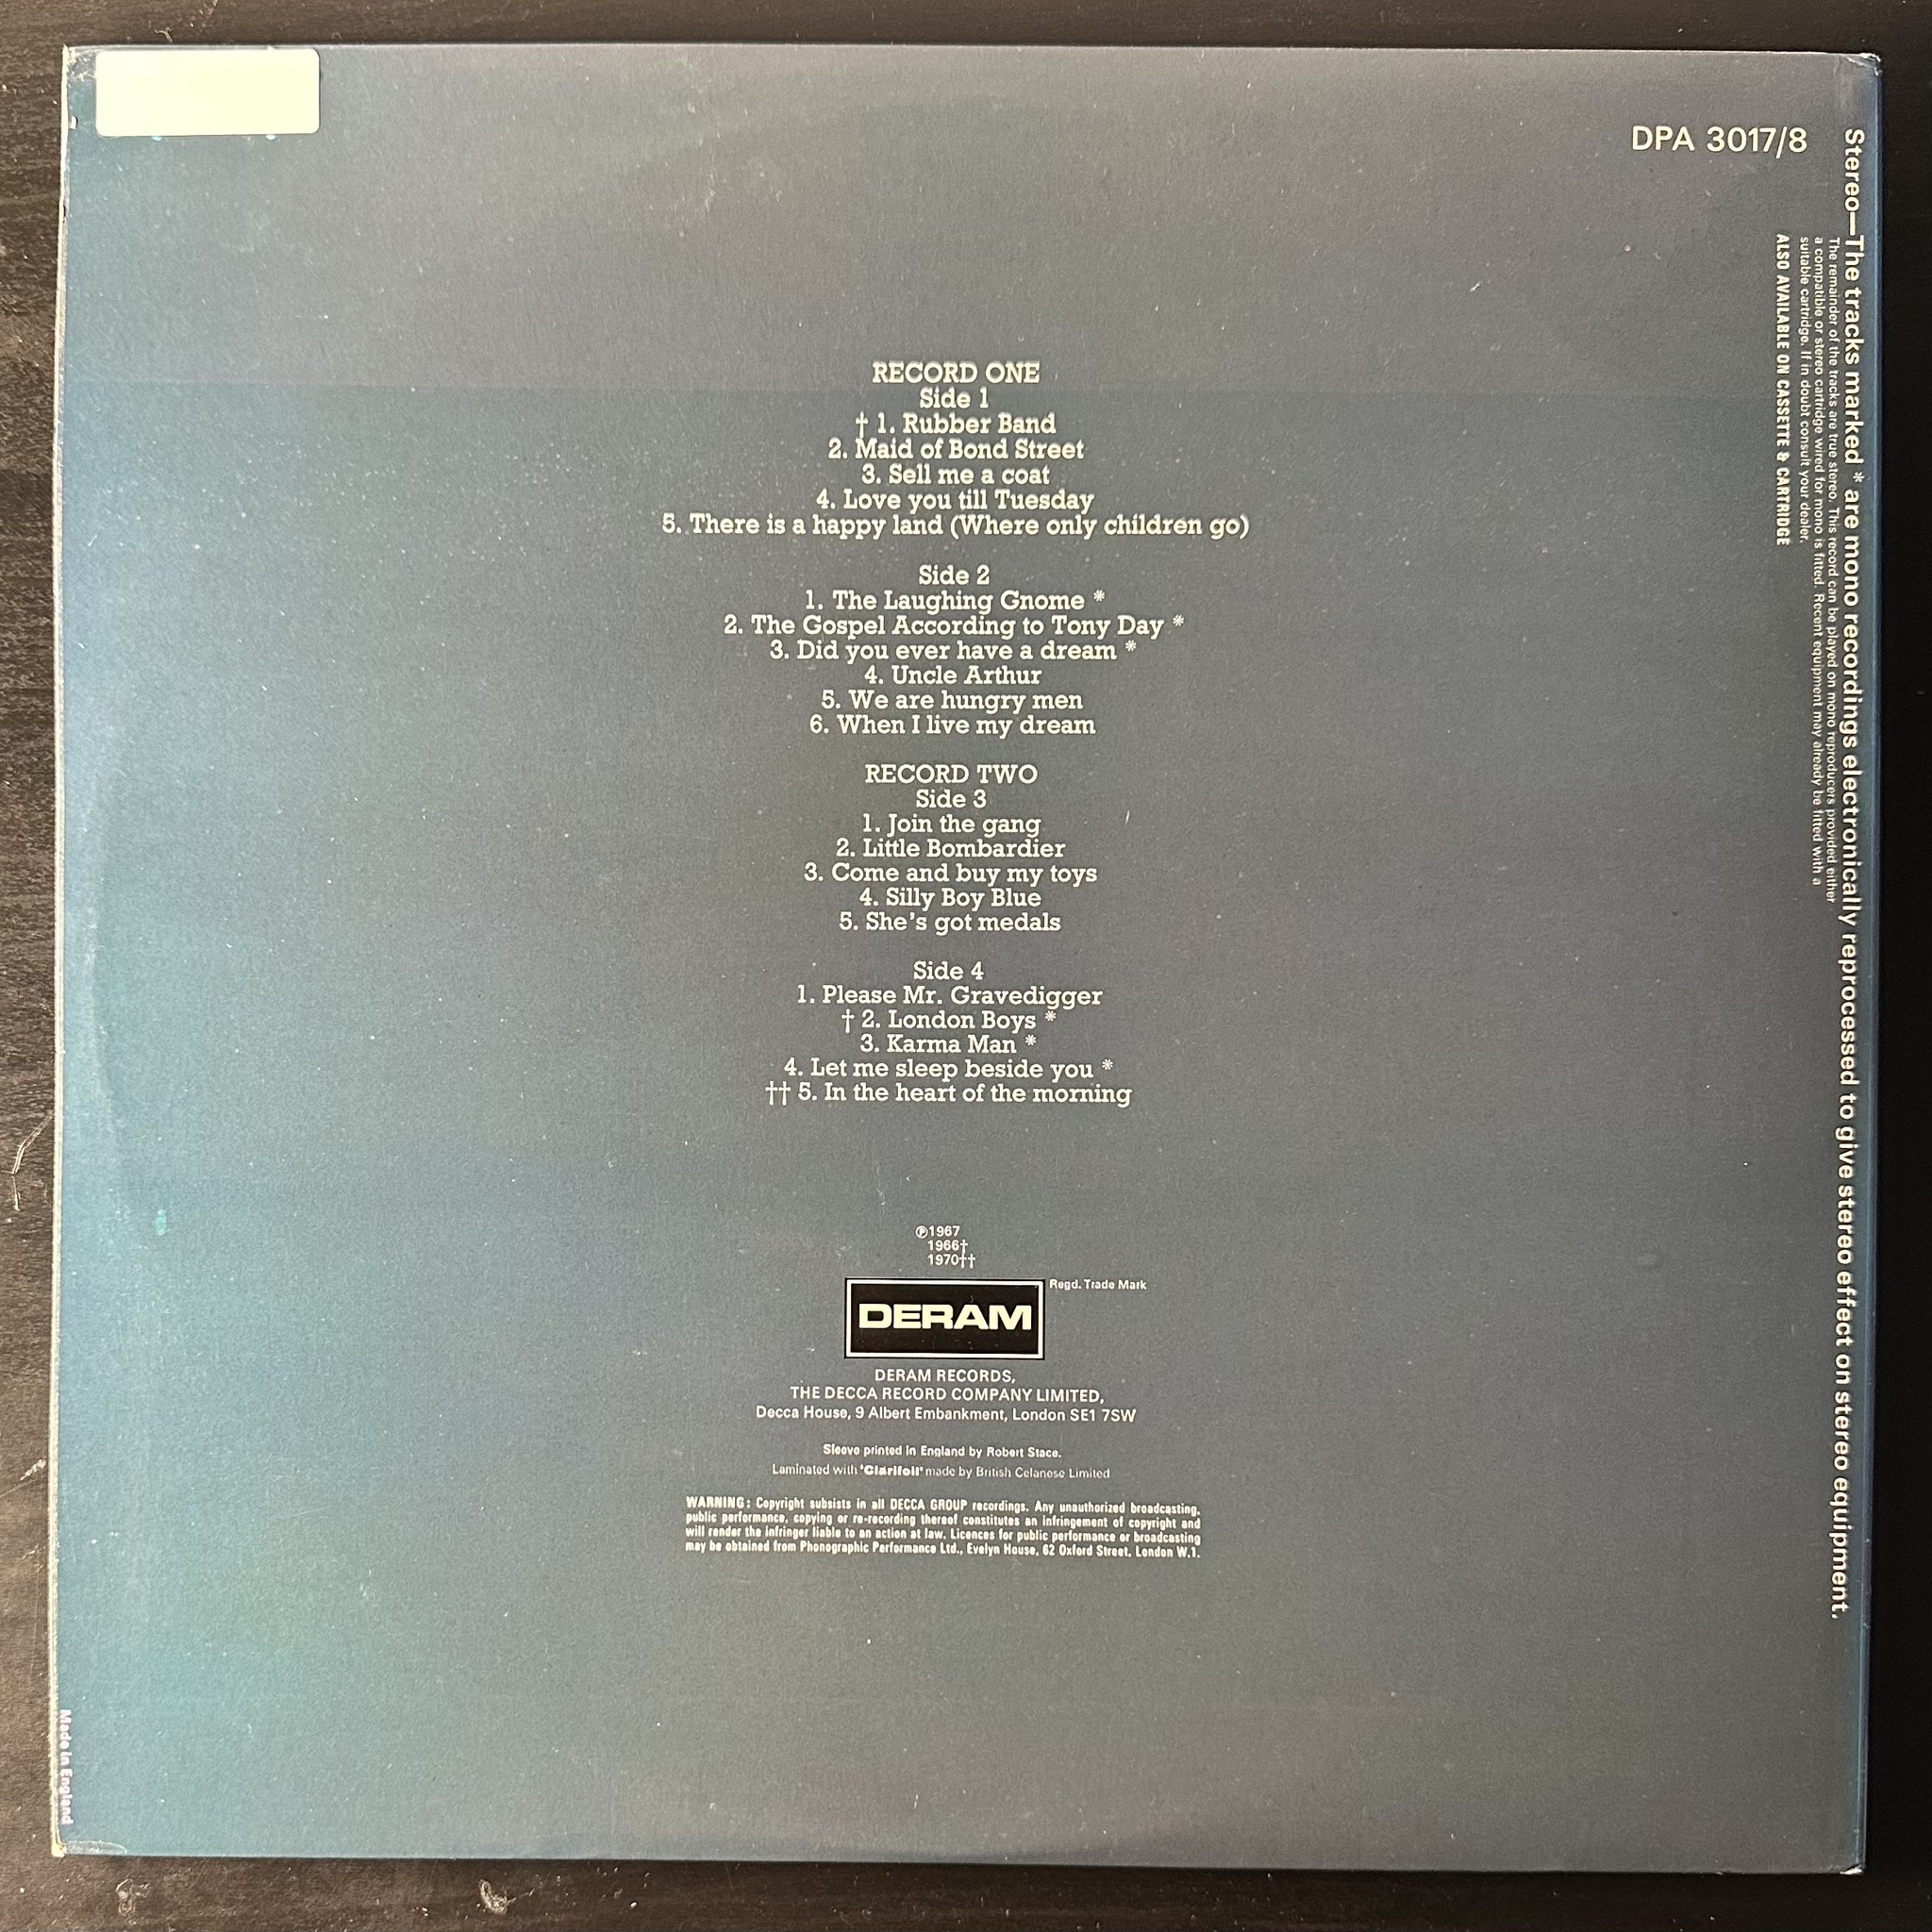 DPA 3017/8
Stereo—The tracks marked * are mono recordings electronically reprocessed to give stereo effect on stereo equipment.
The remainder of the tracks are true stereo. This record can be played on mono reproducers provided either
a compatible or stereo cartridge wired for mono is fitted. Recent equipment may already be fitted with a
suitable cartridge. If in doubt consult your dealer.
ALSO AVAILABLE ON CASSETTE & CARTRIDGE
RECORD ONE
Side 1
† 1. Rubber Band
2. Maid of Bond Street
3. Sell me a coat
4. Love you till Tuesday
5. There is a happy land (Where only children go)
Side 2
1. The Laughing Gnome *
2. The Gospel According to Tony Day *
3. Did you ever have a dream *
4. Uncle Arthur
5. We are hungry men
6. When I live my dream
RECORD TWO
Side 3
1. Join the gang
2. Little Bombardier
3. Come and buy my toys
4. Silly Boy Blue
5. She's got medals
Side 4
1. Please Mr. Gravedigger
† 2. London Boys *
3. Karma Man *
4. Let me sleep beside you *
†† 5. In the heart of the morning
℗1967
1966†
1970††
Regd. Trade Mark
DERAM
DERAM RECORDS,
THE DECCA RECORD COMPANY LIMITED,
Decca House, 9 Albert Embankment, London SE1 7SW
Sleeve printed in England by Robert Stace.
Laminated with 'Clarifoil' made by British Celanese Limited
WARNING: Copyright subsists in all DECCA GROUP recordings. Any unauthorized broadcasting,
public performance, copying or re-recording thereof constitutes an infringement of copyright and
will render the infringer liable to an action at law. Licences for public performance or broadcasting
may be obtained from Phonographic Performance Ltd., Evelyn House, 62 Oxford Street, London W.1.
Made in England